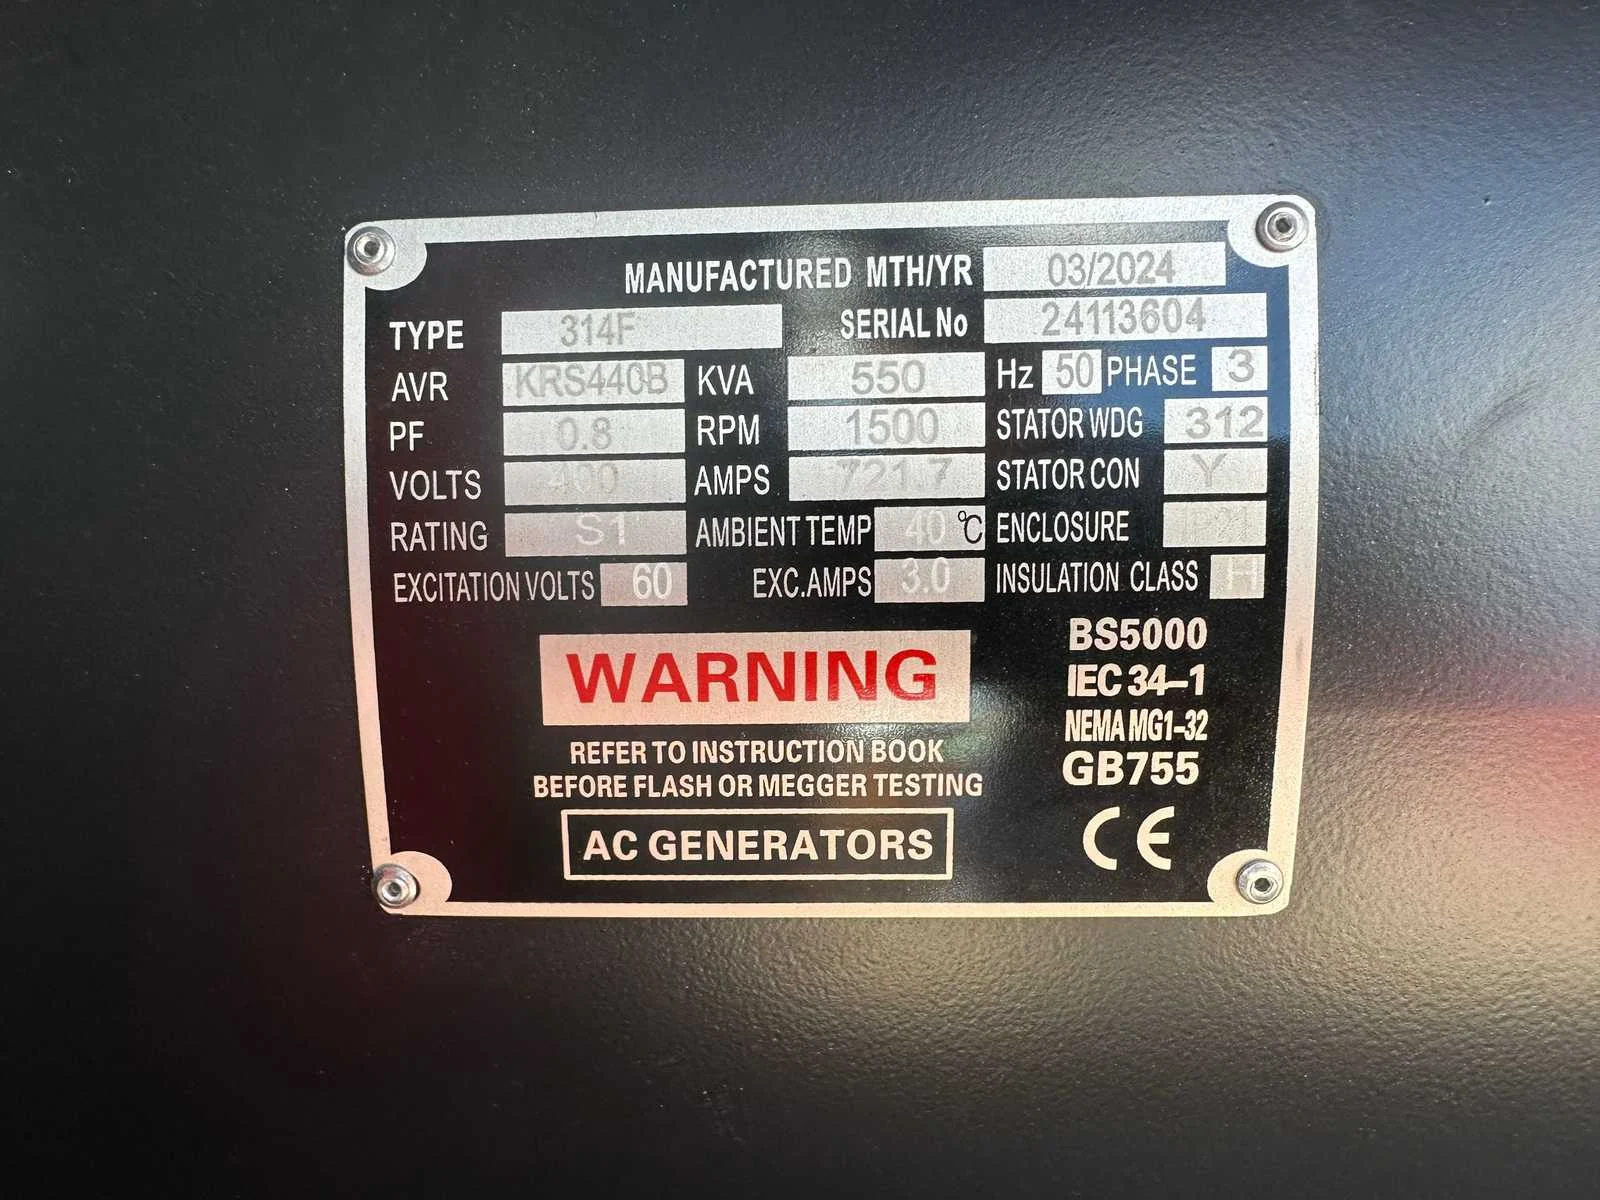 MANUFACTURED MTH/YR 03/2024
TYPE 314F SERIAL No 24113604
AVR KRS440B KVA 550 Hz 50 PHASE 3
PF 0.8 RPM 1500 STATOR WDG 312
VOLTS 400 AMPS 721.7 STATOR CON Y
RATING S1 AMBIENT TEMP 40 ℃ ENCLOSURE
EXCITATION VOLTS 60 EXC.AMPS 3.0 INSULATION CLASS H
WARNING
REFER TO INSTRUCTION BOOK
BEFORE FLASH OR MEGGER TESTING
AC GENERATORS
BS5000
IEC 34-1
NEMA MG1-32
GB755
CE